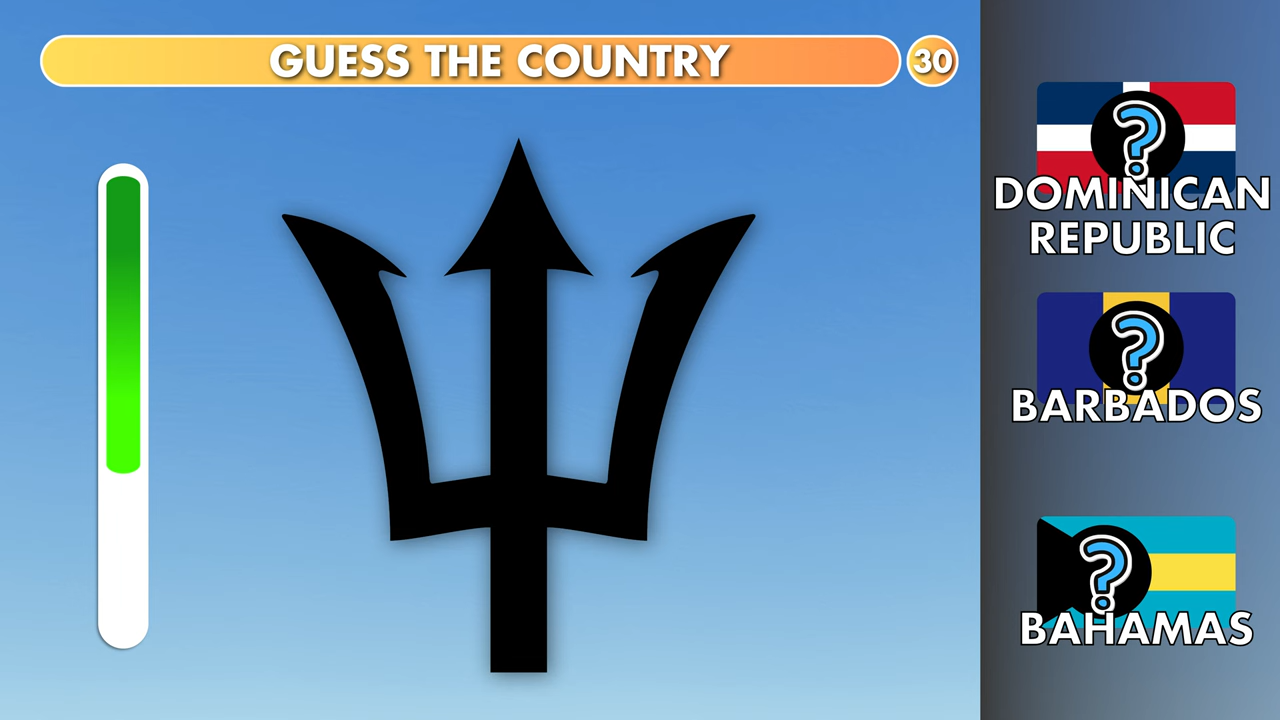 GUESS THE COUNTRY
30
?
DOMINICAN
REPUBLIC
?
BARBADOS
?
BAHAMAS